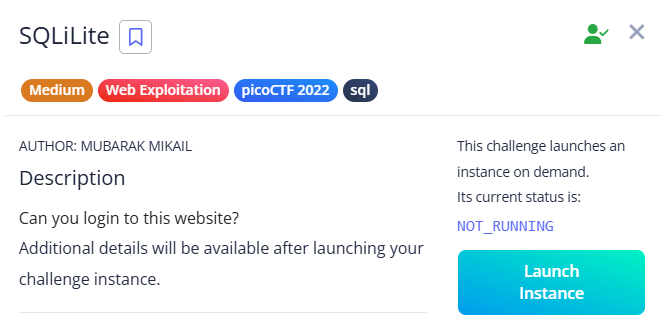 SQLiLite
Medium Web Exploitation picoCTF 2022 sql
AUTHOR: MUBARAK MIKAIL
Description
Can you login to this website?
Additional details will be available after launching your
challenge instance.
This challenge launches an
instance on demand.
Its current status is:
NOT_RUNNING
Launch
Instance